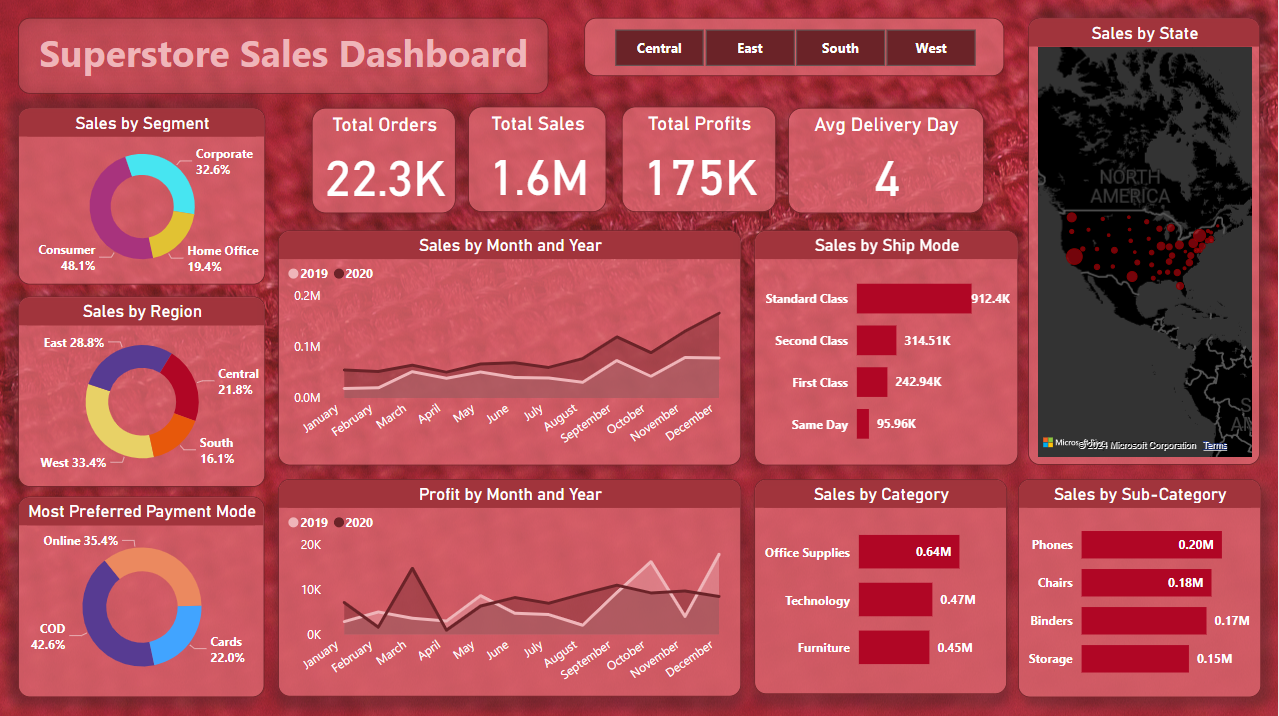 Superstore Sales Dashboard
Central
East
South
West
Sales by State
NORTH
AMERICA
S
S
AM
© 2024 Microsoft Corporation
Terms
Sales by Segment
Corporate
32.6%
Consumer
48.1%
Home Office
19.4%
Total Orders
22.3K
Total Sales
1.6M
Total Profits
175K
Avg Delivery Day
4
Sales by Region
East 28.8%
Central
21.8%
South
16.1%
West 33.4%
Sales by Month and Year
2019
2020
0.2M
0.1M
0.0M
January
February
March
April
May
June
July
August
September
October
November
December
Sales by Ship Mode
Standard Class
912.4K
Second Class
314.51K
First Class
242.94K
Same Day
95.96K
Most Preferred Payment Mode
Online 35.4%
COD
42.6%
Cards
22.0%
Profit by Month and Year
2019
2020
20K
10K
0K
January
February
March
April
May
June
July
August
September
October
November
December
Sales by Category
Office Supplies
0.64M
Technology
0.47M
Furniture
0.45M
Sales by Sub-Category
Phones
0.20M
Chairs
0.18M
Binders
0.17M
Storage
0.15M